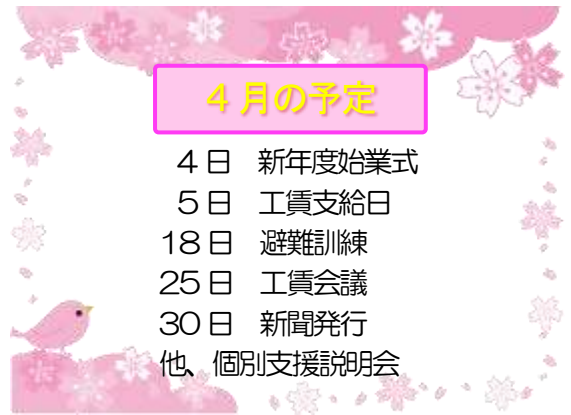 ４月の予定
４日　新年度始業式
５日　工賃支給日
18日　避難訓練
25日　工賃会議
30日　新聞発行
他、個別支援説明会